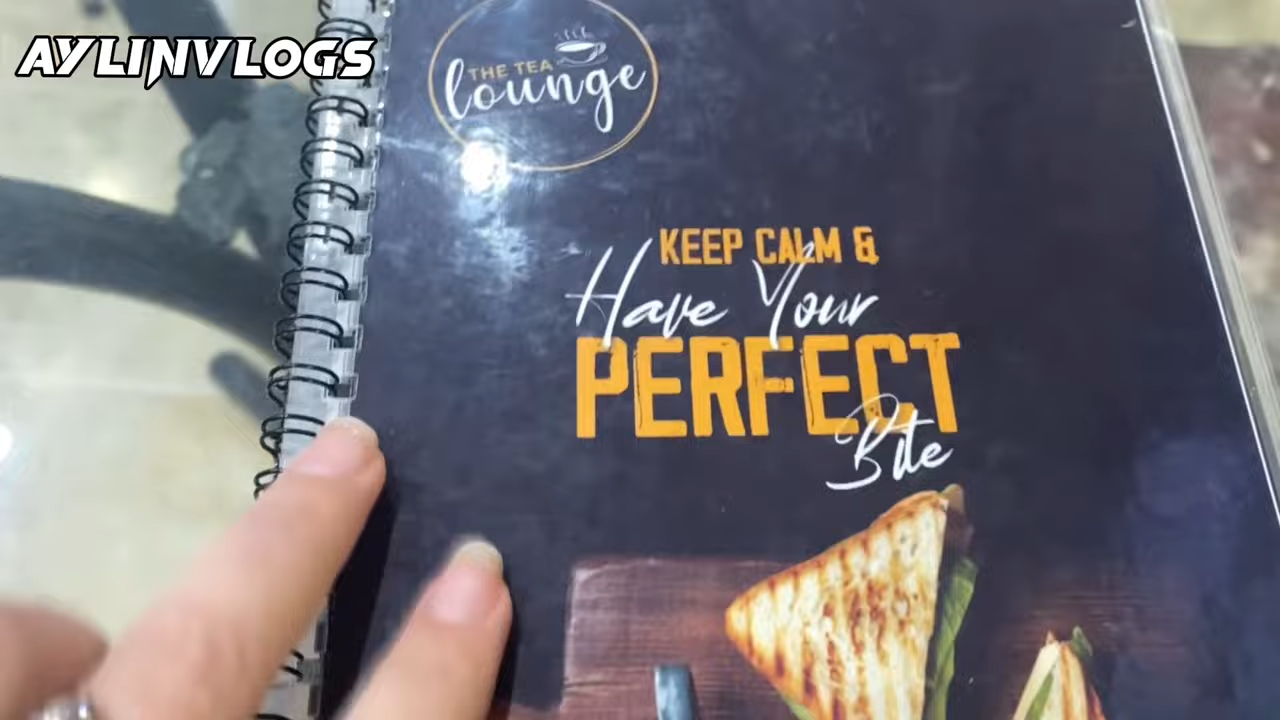 AYLINVLOGS
THE TEA
lounge
KEEP CALM &
Have Your
PERFECT
Bite